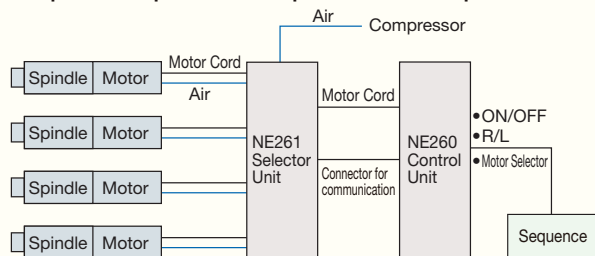 Air
Compressor
Spindle Motor
Motor Cord
Air
Spindle Motor
Spindle Motor
Spindle Motor
NE261
Selector
Unit
Motor Cord
Connector for
communication
NE260
Control
Unit
•ON/OFF
•R/L
•Motor Selector
Sequence